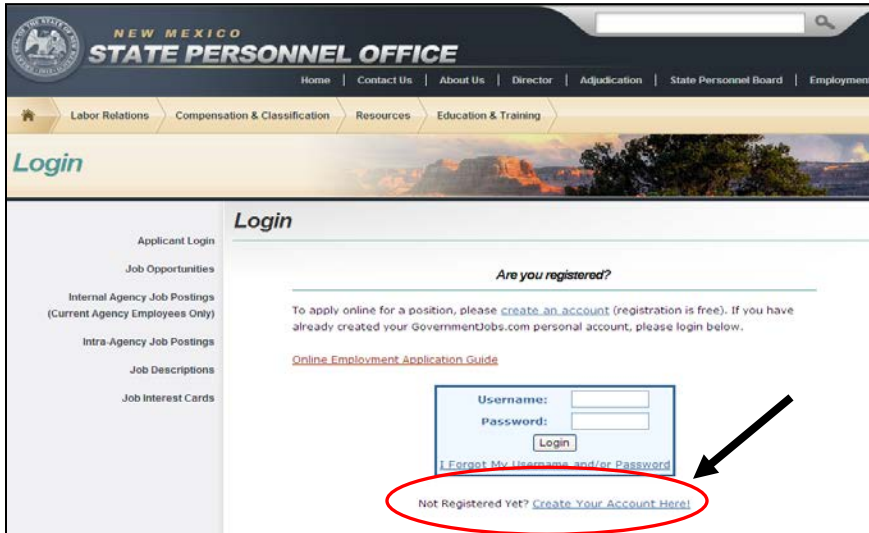 NEW MEXICO
STATE PERSONNEL OFFICE
Home | Contact Us | About Us | Director | Adjudication | State Personnel Board | Employmen
Labor Relations Compensation & Classification Resources Education & Training
Login
Login
Applicant Login
Job Opportunities
Internal Agency Job Postings
(Current Agency Employees Only)
Intra-Agency Job Postings
Job Descriptions
Job Interest Cards
Are you registered?
To apply online for a position, please create an account (registration is free). If you have
already created your GovernmentJobs.com personal account, please login below.
Online Employment Application Guide
Username:
Password:
Login
I Forgot My Username and/or Password
Not Registered Yet? Create Your Account Here!